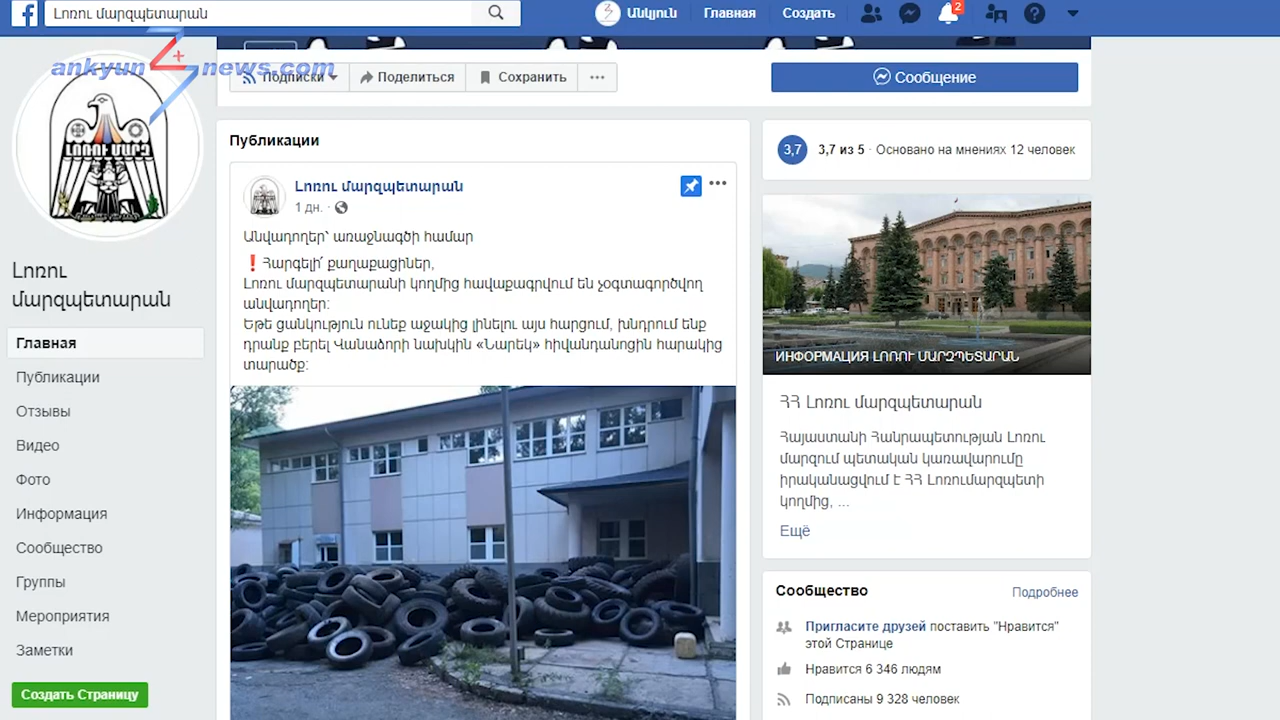 Լոռու մարզպետարան
Անկյուն
Главная
Создать
2
ankyun news.com
Подписки
Поделиться
Сохранить
Сообщение
ԼՈՌՈՒ ՄԱՐԶ
Լոռու
մարզպետարան
Главная
Публикации
Отзывы
Видео
Фото
Информация
Сообщество
Группы
Мероприятия
Заметки
Создать Страницу
Публикации
Լոռու մարզպետարան
1 дн. ·
Անվադողեր՝ առաջնագծի համար
❗Հարգելի՛ քաղաքացիներ,
Լոռու մարզպետարանի կողմից հավաքագրվում են չօգտագործվող
անվադողեր:
Եթե ցանկություն ունեք աջակից լինելու այս հարցում, խնդրում ենք
դրանք բերել Վանաձորի նախկին «Նարեկ» հիվանդանոցին հարակից
տարածք:
3,7
3,7 из 5 · Основано на мнениях 12 человек
ИНФОРМАЦИЯ ԼՈՌՈՒ ՄԱՐԶՊԵՏԱՐԱՆ
ՀՀ Լոռու մարզպետարան
Հայաստանի Հանրապետության Լոռու
մարզում պետական կառավարումը
իրականացվում է ՀՀ Լոռումարզպետի
կողմից, ...
Ещё
Сообщество
Подробнее
Пригласите друзей поставить "Нравится"
этой Странице
Нравится 6 346 людям
Подписаны 9 328 человек